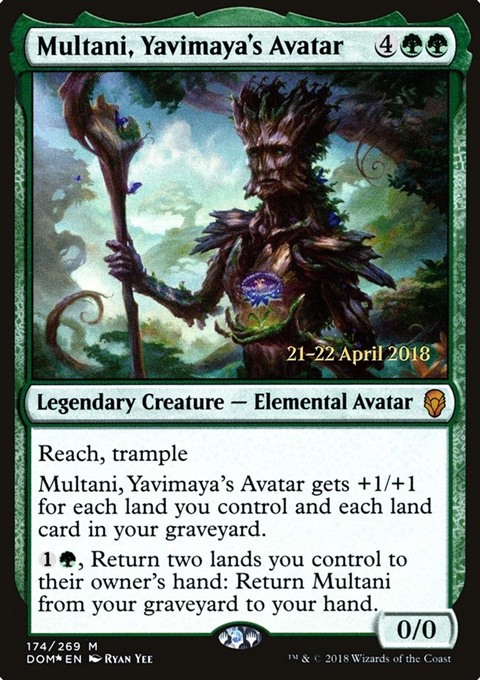 Multani, Yavimaya's Avatar 4
21–22 April 2018
Legendary Creature — Elemental Avatar
Reach, trample
Multani, Yavimaya's Avatar gets +1/+1
for each land you control and each land
card in your graveyard.
1, Return two lands you control to
their owner's hand: Return Multani
from your graveyard to your hand.
0/0
174/269 M
DOM★EN Ryan Yee
™ & © 2018 Wizards of the Coast